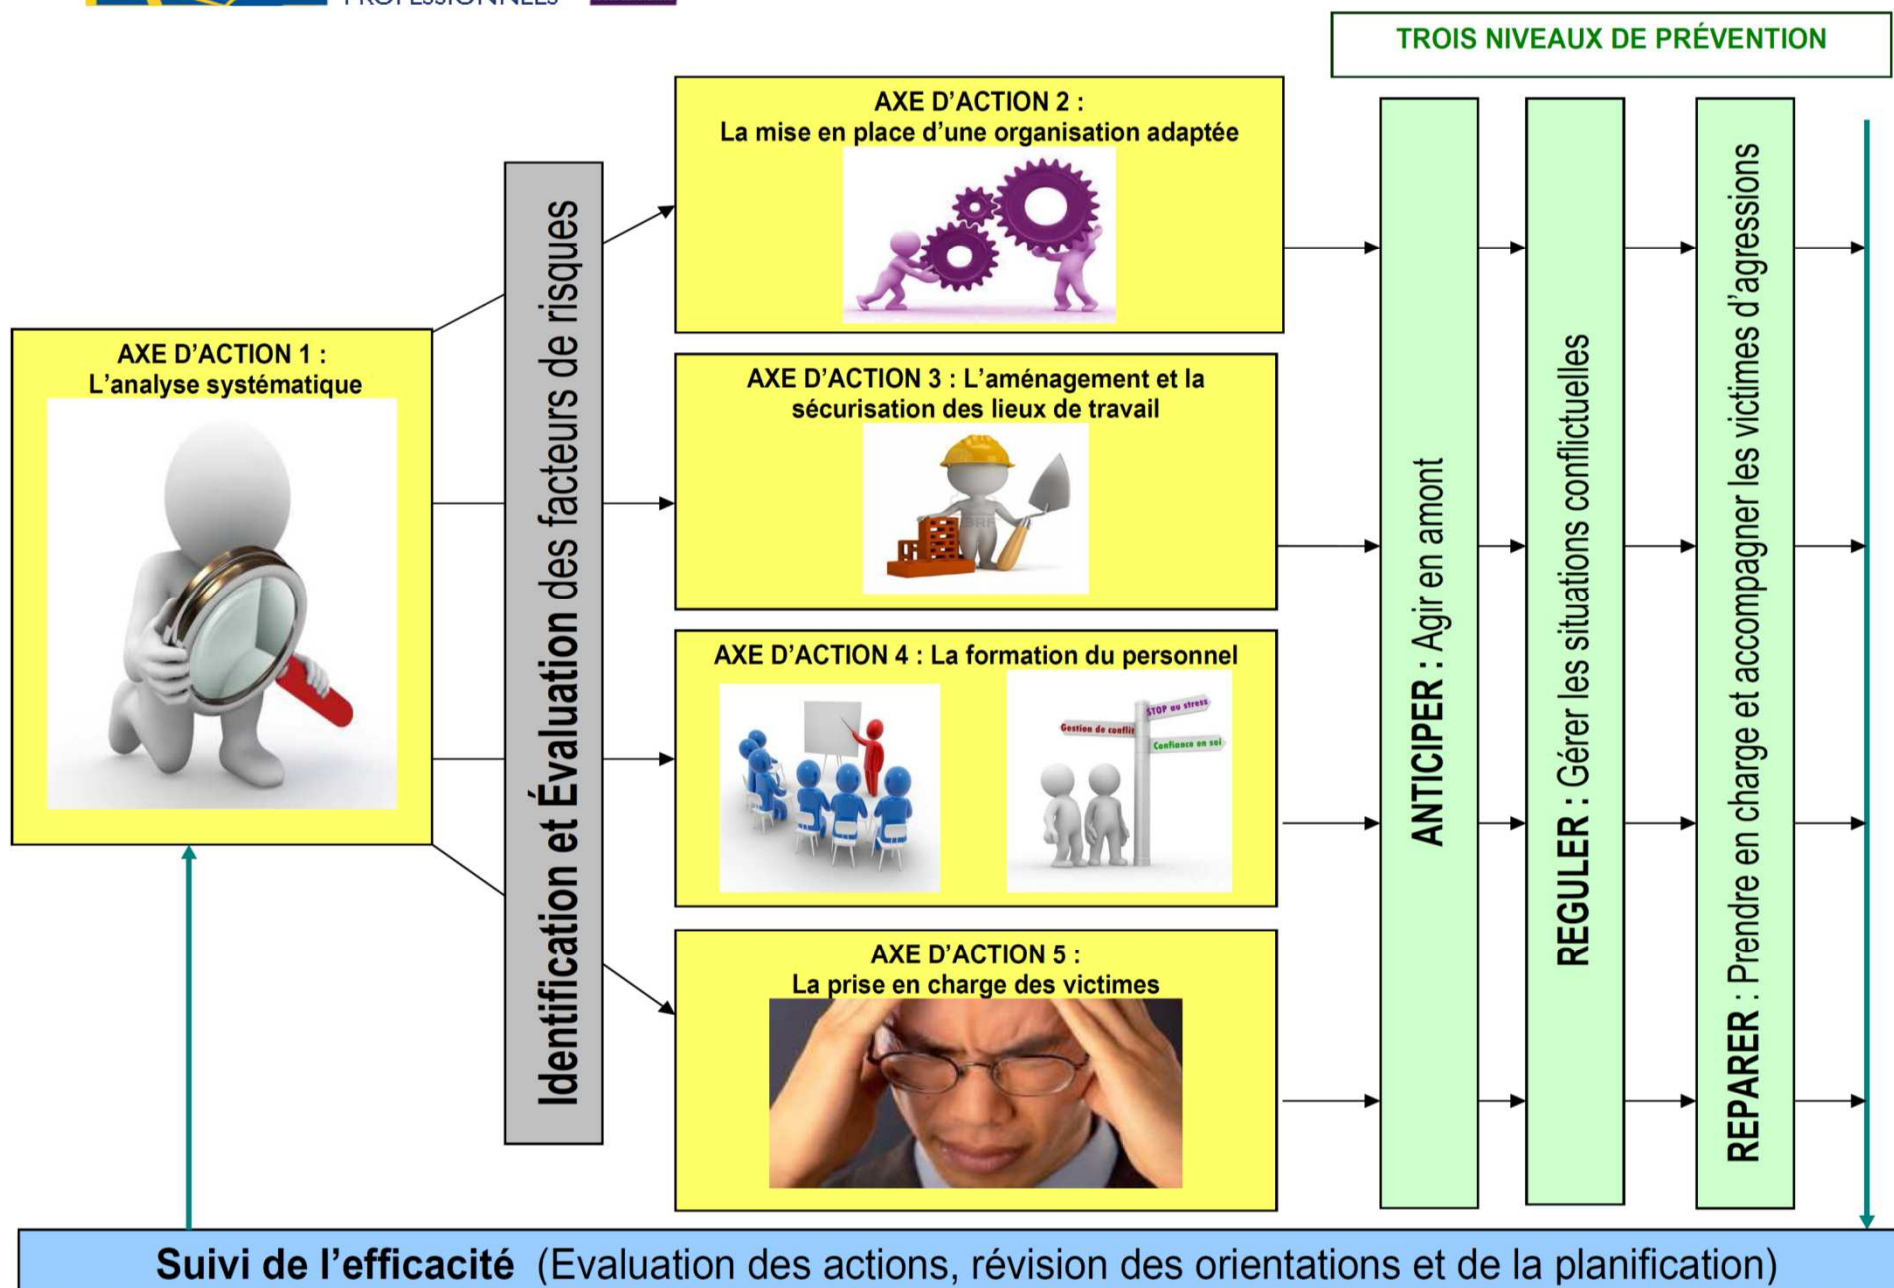 PROFESSIONNELS
TROIS NIVEAUX DE PRÉVENTION
AXE D'ACTION 1 :
L'analyse systématique
Identification et Évaluation des facteurs de risques
AXE D'ACTION 2 :
La mise en place d'une organisation adaptée
AXE D'ACTION 3 : L'aménagement et la
sécurisation des lieux de travail
AXE D'ACTION 4 : La formation du personnel
STOP au stress
Gestion de conflit
Confiance en soi
AXE D'ACTION 5 :
La prise en charge des victimes
ANTICIPER : Agir en amont
REGULER : Gérer les situations conflictuelles
REPARER : Prendre en charge et accompagner les victimes d'agressions
Suivi de l'efficacité (Evaluation des actions, révision des orientations et de la planification)